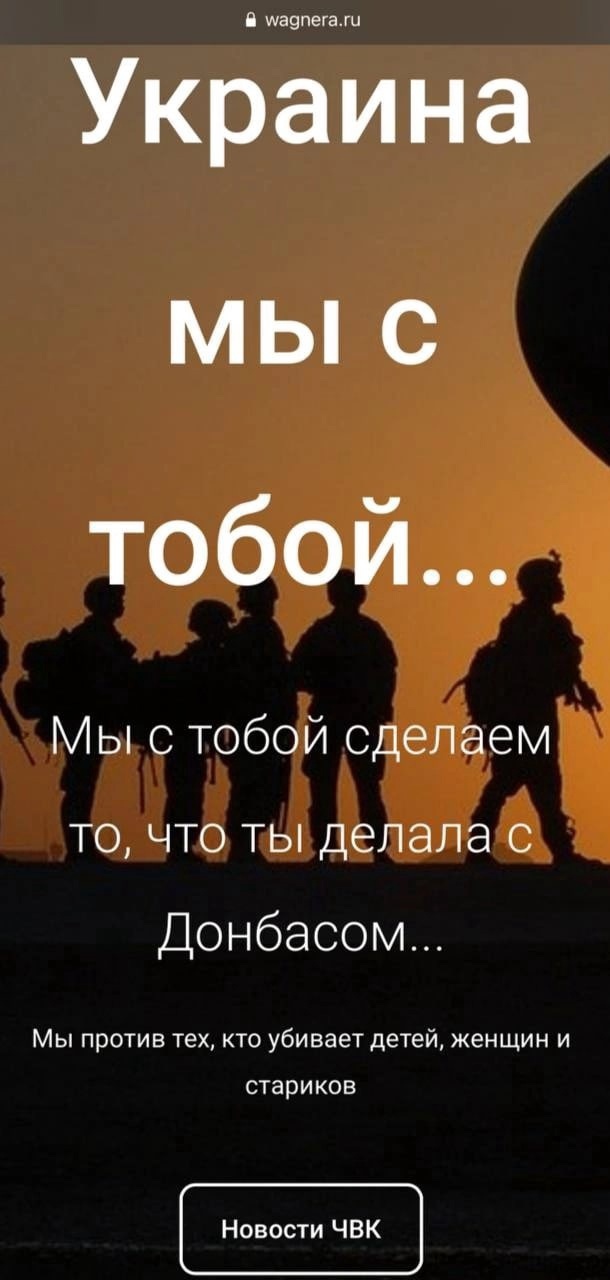 wagnera.ru
Украина
мы с
тобой...
Мы с тобой сделаем
то, что ты делала с
Донбасом...
Мы против тех, кто убивает детей, женщин и
стариков
Новости ЧВК